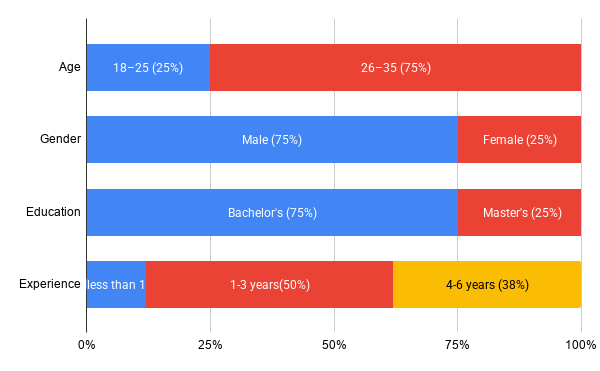 Age
18–25 (25%)
26–35 (75%)
Gender
Male (75%)
Female (25%)
Education
Bachelor's (75%)
Master's (25%)
Experience
less than 1
1-3 years(50%)
4-6 years (38%)
0%
25%
50%
75%
100%